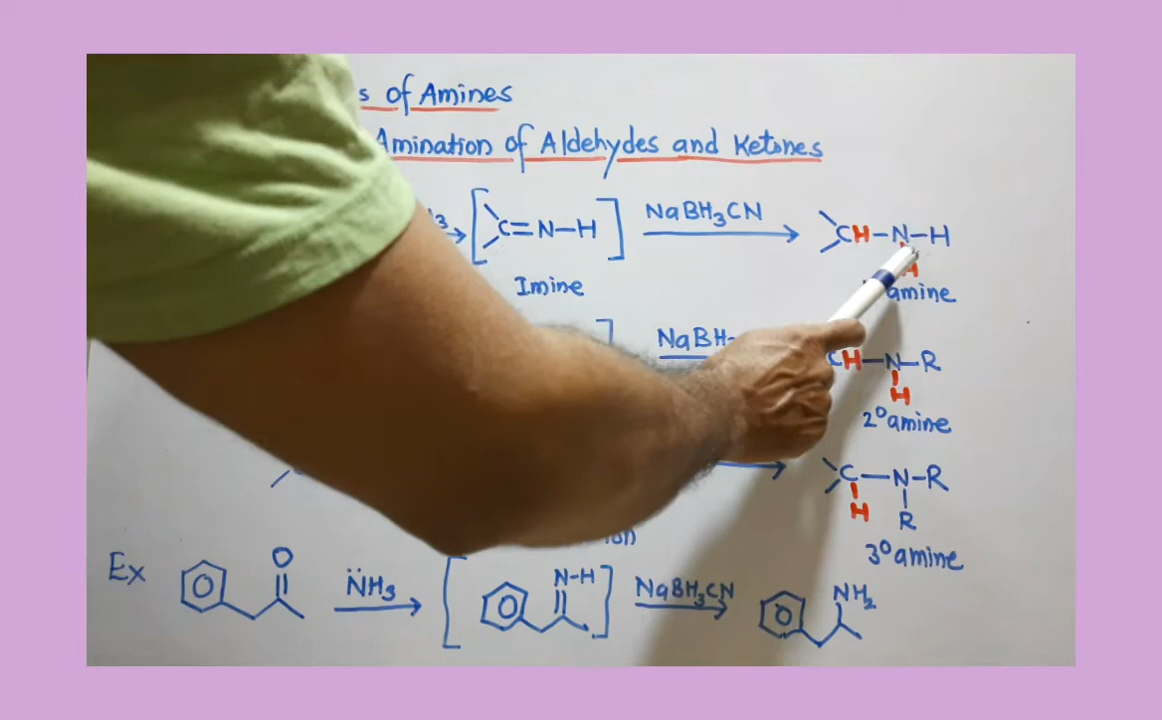 of Amines
Amination of Aldehydes and Ketones
C=N-H NaBH3CN CH-N-H
H
Imine amine
CH-N-R
H
2° amine
C-N-R
H R
3° amine
Ex O N̈H3 N-H NaBH3CN NH2